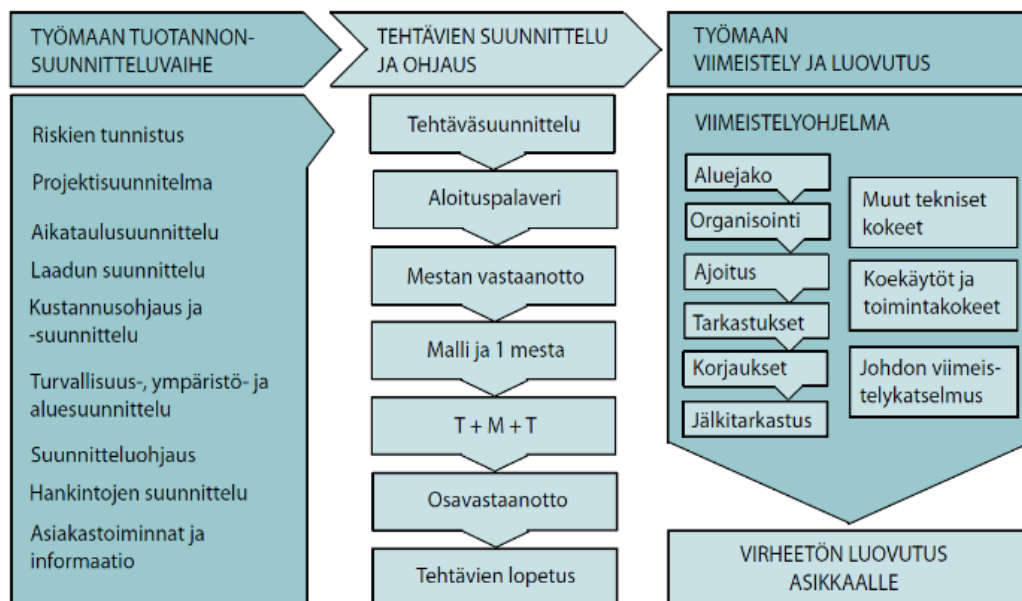 TYÖMAAN TUOTANNON-
SUUNNITTELUVAIHE
Riskien tunnistus
Projektisuunnitelma
Aikataulusuunnittelu
Laadun suunnittelu
Kustannusohjaus ja
-suunnittelu
Turvallisuus-, ympäristö- ja
aluesuunnittelu
Suunnitteluohjaus
Hankintojen suunnittelu
Asiakastoiminnat ja
informaatio
TEHTÄVIEN SUUNNITTELU
JA OHJAUS
Tehtäväsuunnittelu
Aloituspalaveri
Mestan vastaanotto
Malli ja 1 mesta
T + M + T
Osavastaanotto
Tehtävien lopetus
TYÖMAAN
VIIMEISTELY JA LUOVUTUS
VIIMEISTELYOHJELMA
Aluejako
Organisointi
Ajoitus
Tarkastukset
Korjaukset
Jälkitarkastus
Muut tekniset
kokeet
Koekäytöt ja
toimintakokeet
Johdon viimeis-
telykatselmus
VIRHEETÖN LUOVUTUS
ASIKKAALLE